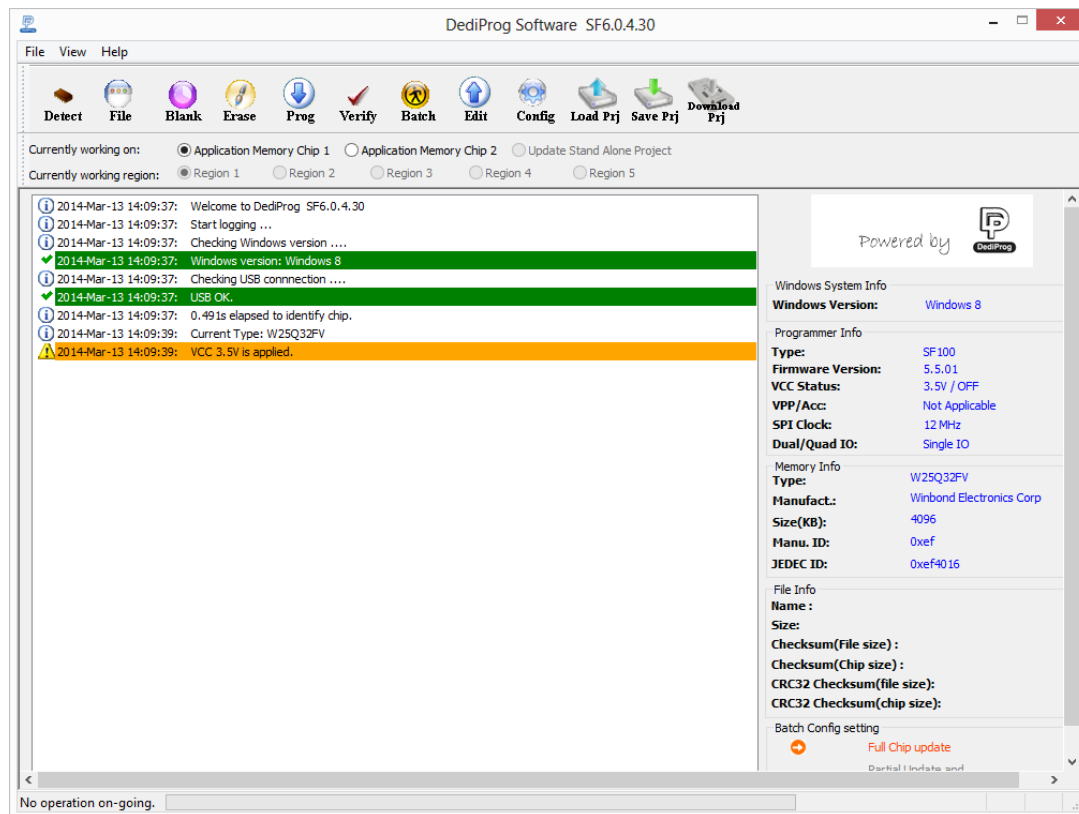 DediProg Software SF6.0.4.30
File View Help
Detect File Blank Erase Prog Verify Batch Edit Config Load Prj Save Prj Download Prj
Currently working on: Application Memory Chip 1 Application Memory Chip 2 Update Stand Alone Project
Currently working region: Region 1 Region 2 Region 3 Region 4 Region 5
2014-Mar-13 14:09:37: Welcome to DediProg SF6.0.4.30
2014-Mar-13 14:09:37: Start logging ...
2014-Mar-13 14:09:37: Checking Windows version ....
2014-Mar-13 14:09:37: Windows version: Windows 8
2014-Mar-13 14:09:37: Checking USB connnection ....
2014-Mar-13 14:09:37: USB OK.
2014-Mar-13 14:09:37: 0.491s elapsed to identify chip.
2014-Mar-13 14:09:39: Current Type: W25Q32FV
2014-Mar-13 14:09:39: VCC 3.5V is applied.
Powered by DediProg
Windows System Info
Windows Version: Windows 8
Programmer Info
Type: SF100
Firmware Version: 5.5.01
VCC Status: 3.5V / OFF
VPP/Acc: Not Applicable
SPI Clock: 12 MHz
Dual/Quad IO: Single IO
Memory Info
Type: W25Q32FV
Manufact.: Winbond Electronics Corp
Size(KB): 4096
Manu. ID: 0xef
JEDEC ID: 0xef4016
File Info
Name :
Size:
Checksum(File size) :
Checksum(Chip size) :
CRC32 Checksum(file size):
CRC32 Checksum(chip size):
Batch Config setting
Full Chip update
Partial Update and
No operation on-going.